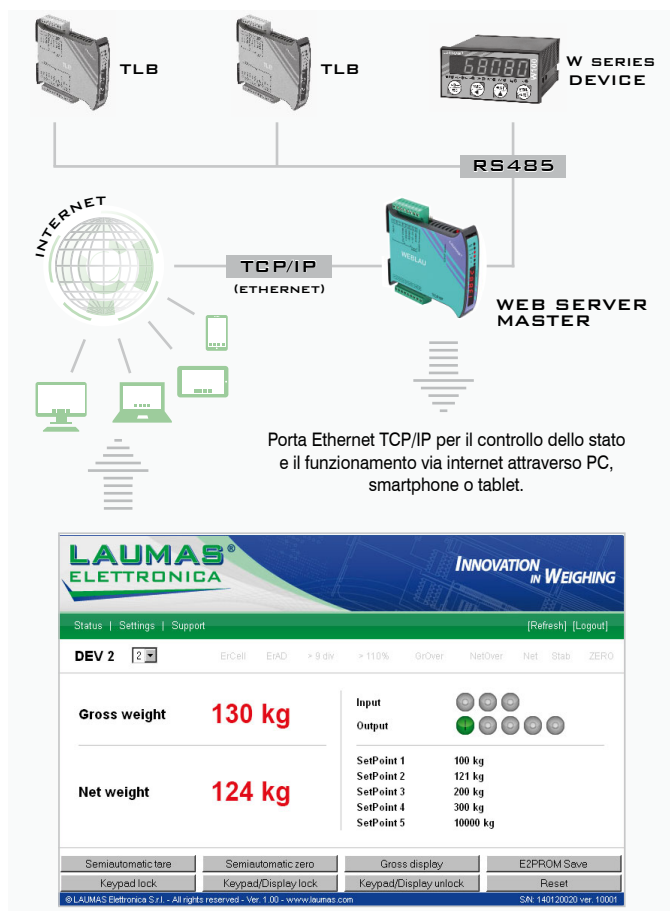 TLB
TLB
W SERIES
DEVICE
68080
W500
RS485
INTERNET
WEBLAU
TCP/IP
(ETHERNET)
WEB SERVER
MASTER
Porta Ethernet TCP/IP per il controllo dello stato
e il funzionamento via internet attraverso PC,
smartphone o tablet.
LAUMAS®
ELETTRONICA
INNOVATION
IN WEIGHING
Status | Settings | Support [Refresh] [Logout]
DEV 2 2 ErCell ErAD > 9 div > 110% GrOver NetOver Net Stab ZERO
Gross weight 130 kg
Input
Output
Net weight 124 kg
SetPoint 1 100 kg
SetPoint 2 121 kg
SetPoint 3 200 kg
SetPoint 4 300 kg
SetPoint 5 10000 kg
Semiautomatic tare Semiautomatic zero Gross display E2PROM Save
Keypad lock Keypad/Display lock Keypad/Display unlock Reset
© LAUMAS Elettronica S.r.l. - All rights reserved - Ver. 1.00 - www.laumas.com S/N: 140120020 ver. 10001